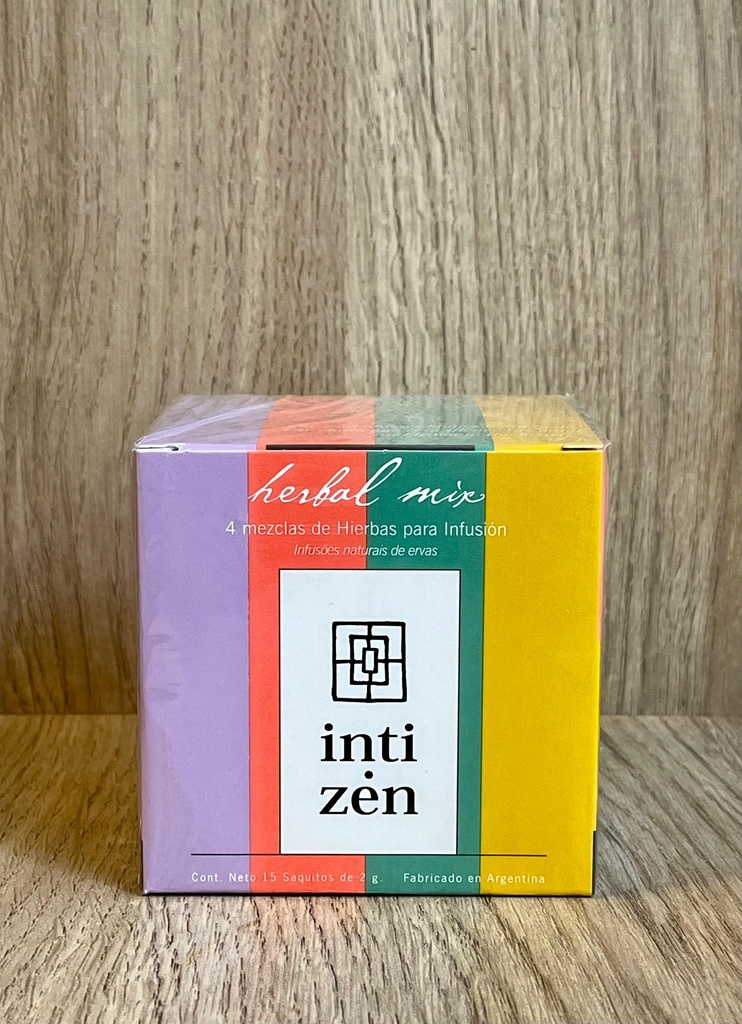 herbal mix
4 mezclas de Hierbas para Infusión
Infusões naturais de ervas
inti
zen
Cont. Neto 15 Saquitos de 2 g. Fabricado en Argentina